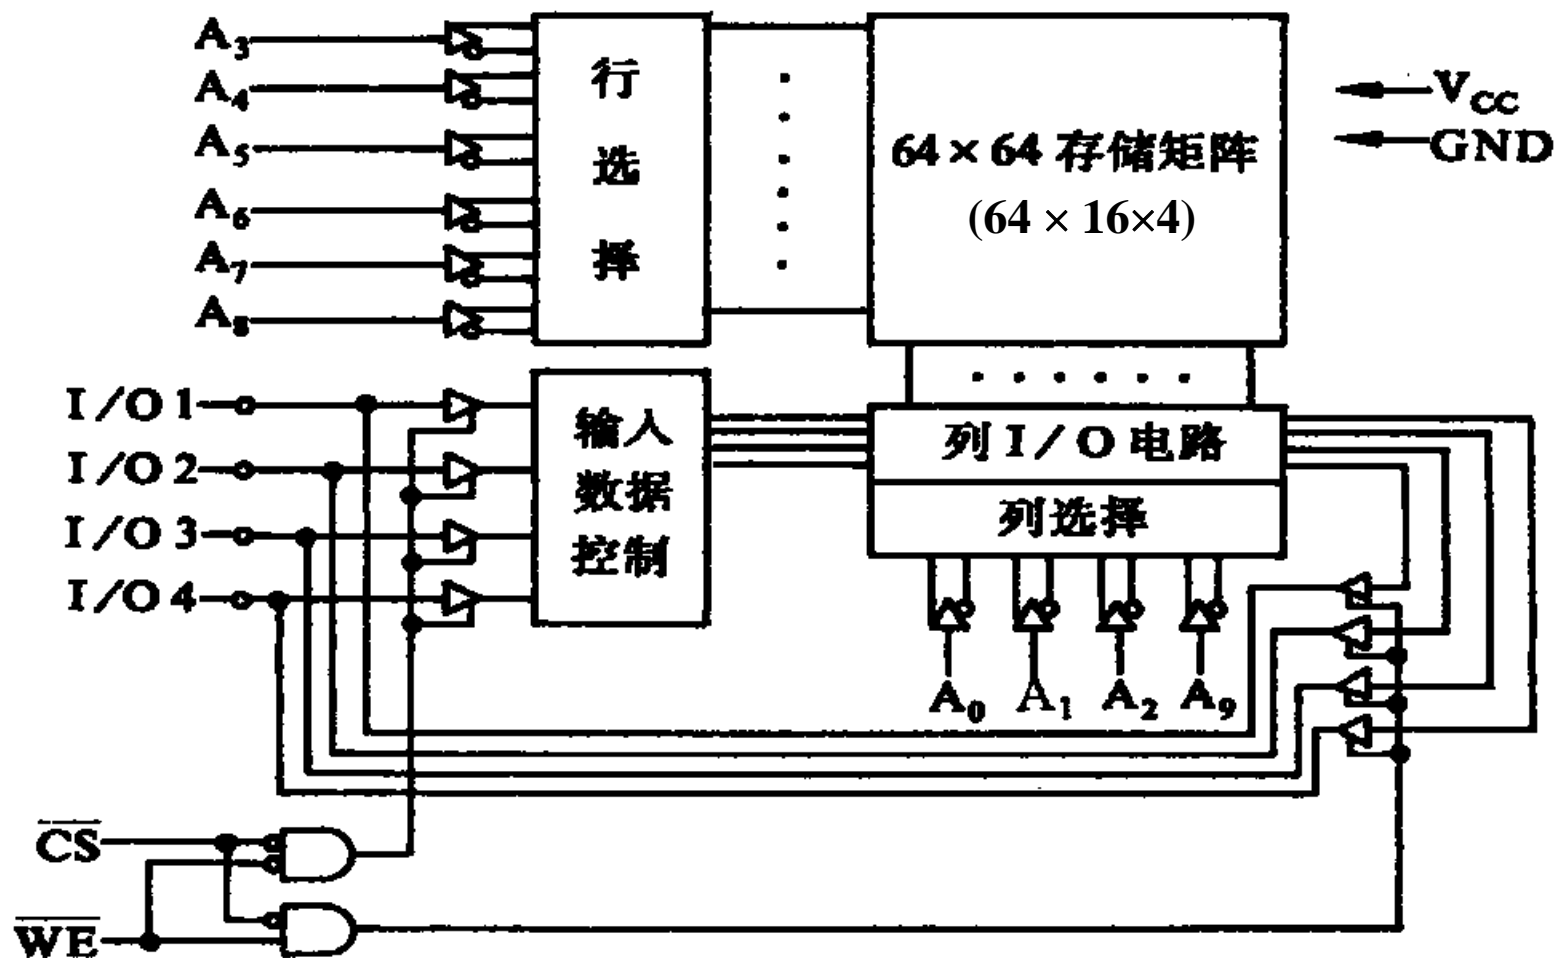 A3
A4
A5
A6
A7
A8
行选择
64×64 存储矩阵
(64 × 16×4)
VCC
GND
I/O 1
I/O 2
I/O 3
I/O 4
输入
数据
控制
列 I/O 电路
列选择
A0
A1
A2
A9
CS
WE